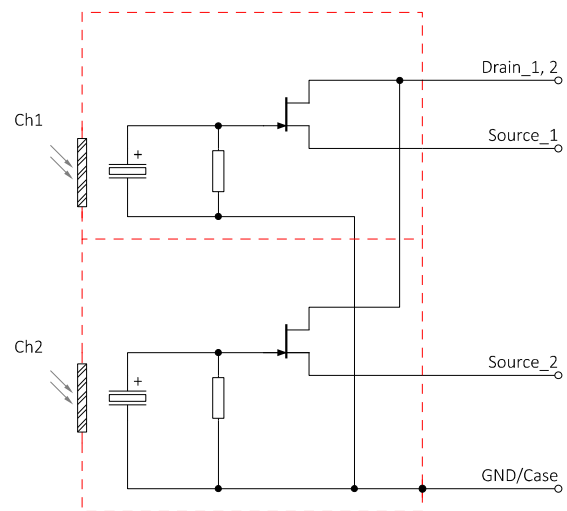 Drain_1, 2
Ch1
+
Source_1
Ch2
+
Source_2
GND/Case